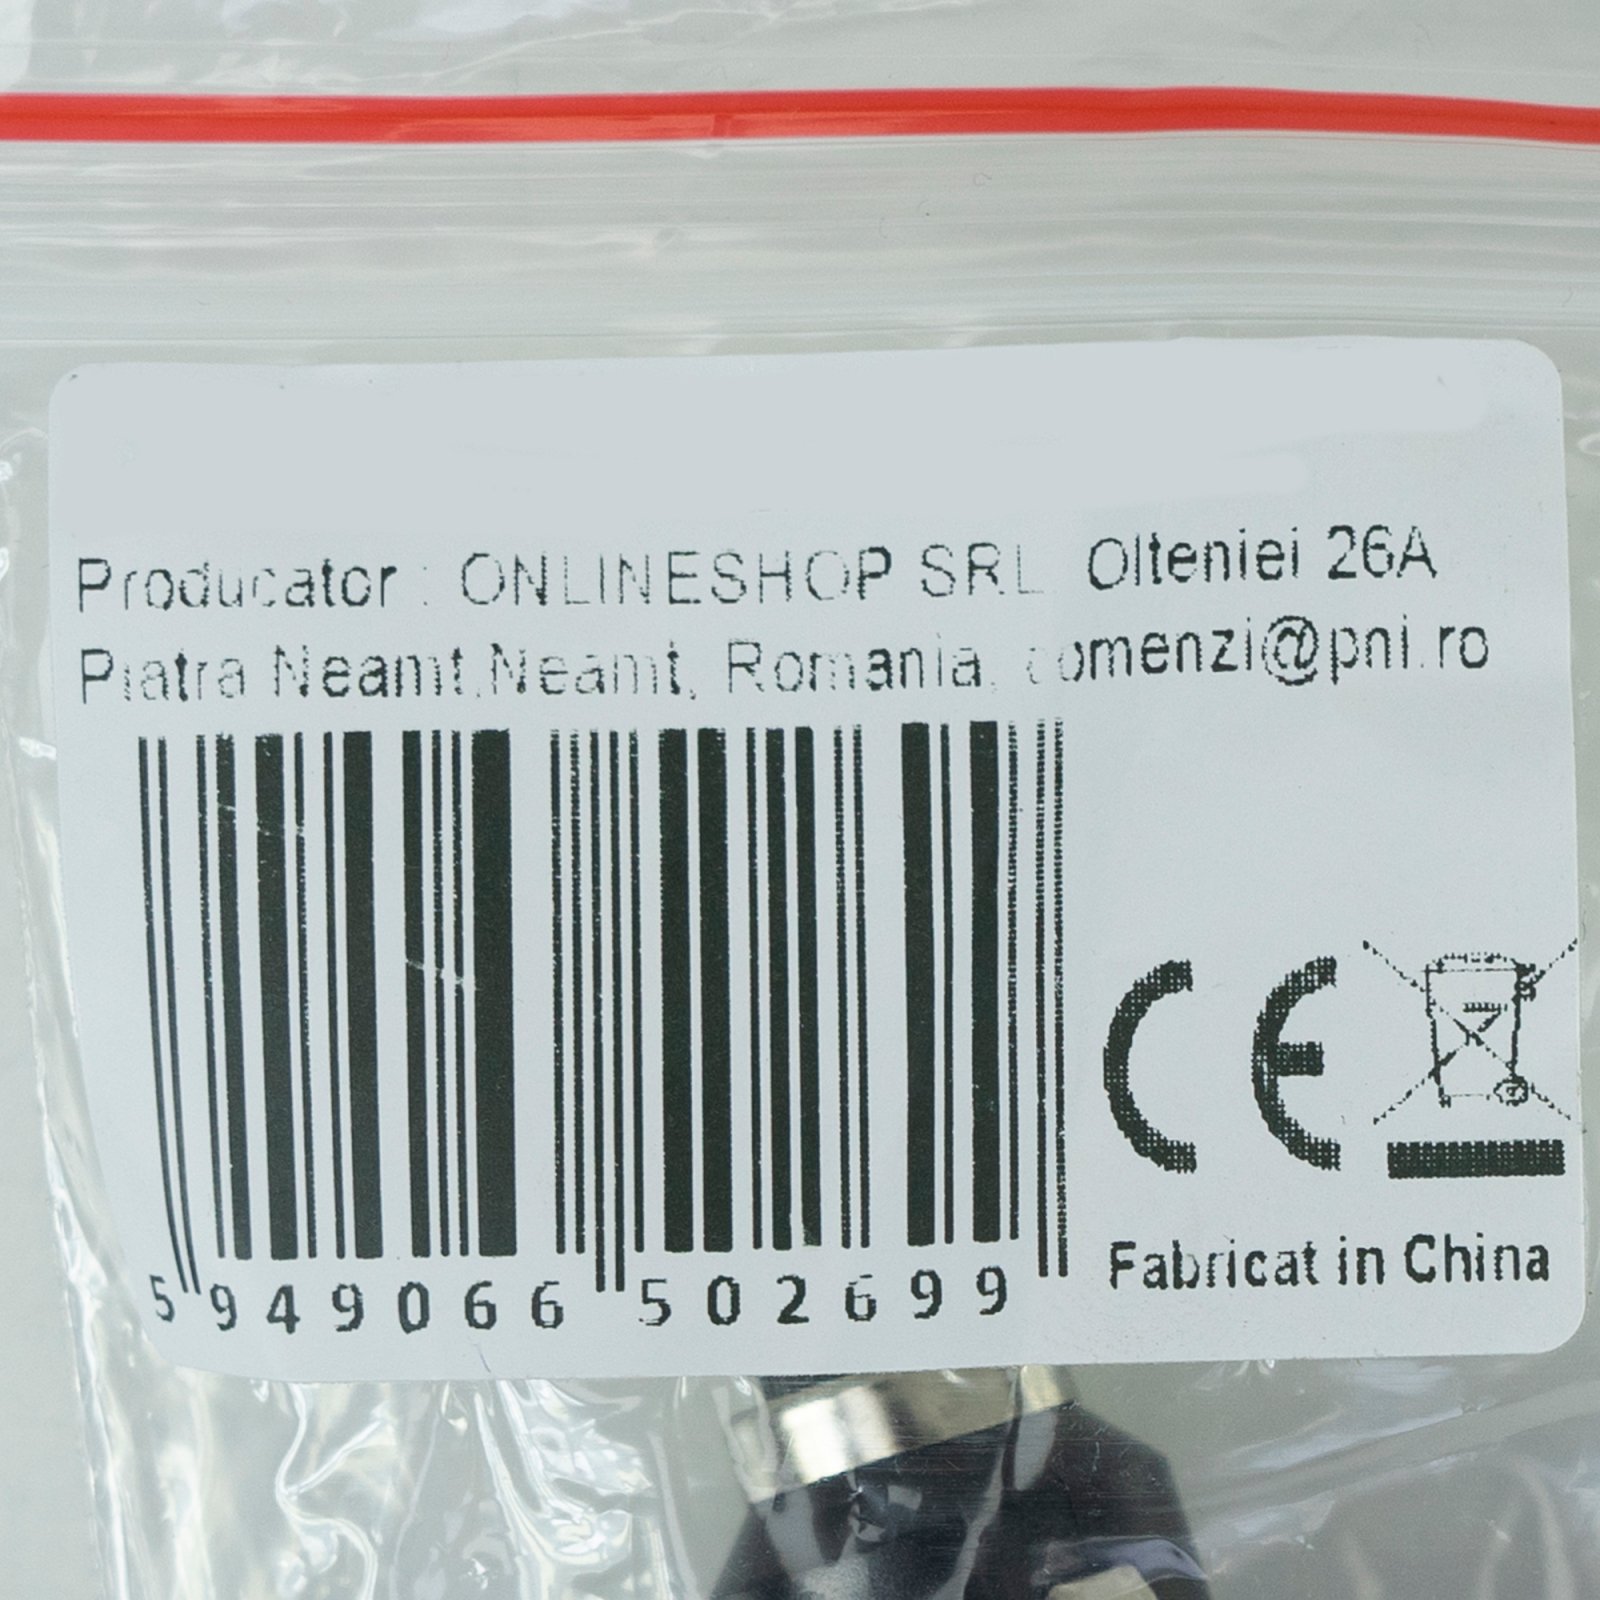 Producator : ONLINESHOP SRL, Olteniei 26A
Piatra Neamt,Neamt, Romania, comenzi@pni.ro
CE
Fabricat in China
5 949066 502699